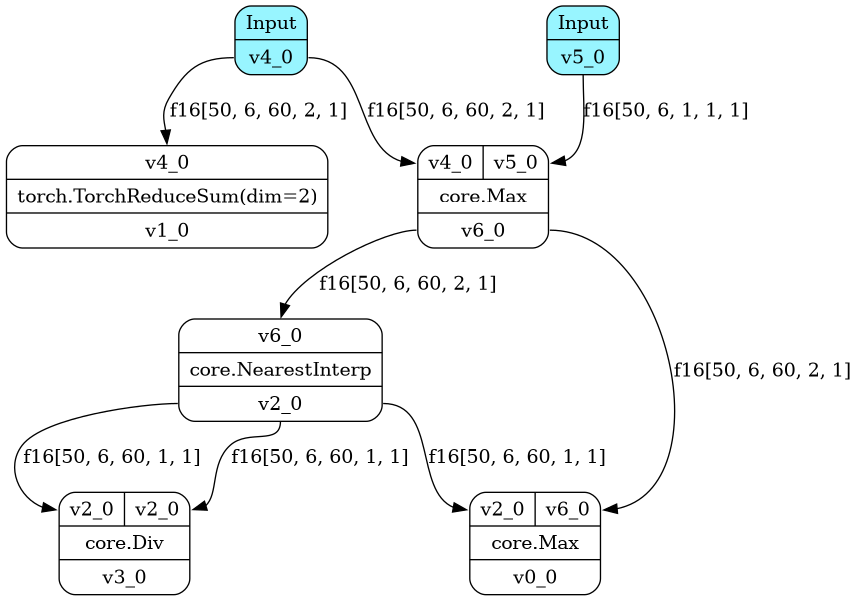 Input
v4_0
Input
v5_0
f16[50, 6, 60, 2, 1]
f16[50, 6, 60, 2, 1]
f16[50, 6, 1, 1, 1]
v4_0
torch.TorchReduceSum(dim=2)
v1_0
v4_0 v5_0
core.Max
v6_0
f16[50, 6, 60, 2, 1]
f16[50, 6, 60, 2, 1]
v6_0
core.NearestInterp
v2_0
f16[50, 6, 60, 1, 1]
f16[50, 6, 60, 1, 1]
f16[50, 6, 60, 1, 1]
v2_0 v2_0
core.Div
v3_0
v2_0 v6_0
core.Max
v0_0